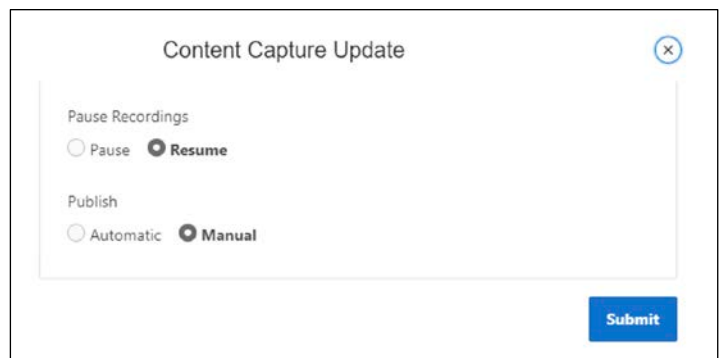 Content Capture Update
Pause Recordings
Pause Resume
Publish
Automatic Manual
Submit